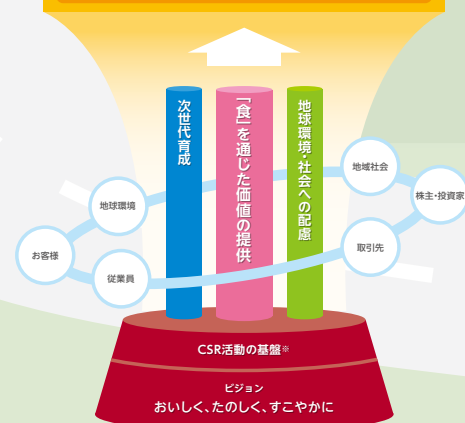 次世代育成
「食」を通じた価値の提供
地球環境・社会への配慮
地球環境
お客様
従業員
地域社会
株主・投資家
取引先
CSR活動の基盤※
ビジョン
おいしく、たのしく、すこやかに